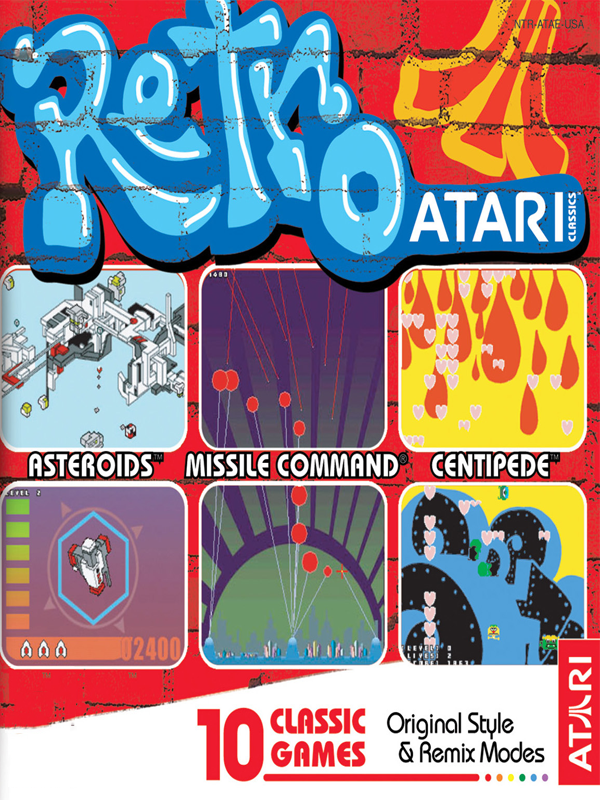 NTR-ATAE-USA
Retro
ATARI
CLASSICS™
ASTEROIDS™
MISSILE COMMAND®
CENTIPEDE™
LEVEL 2
02400
10 CLASSIC GAMES
Original Style
& Remix Modes
ATARI